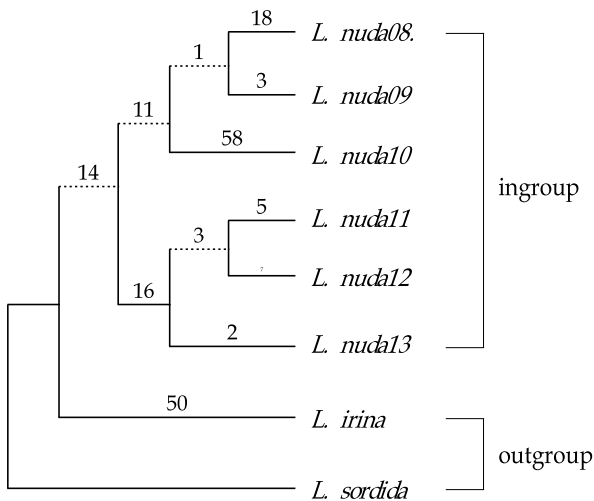 18
L. nuda08.
1
3
L. nuda09
11
58
L. nuda10
14
ingroup
5
L. nuda11
3
7
L. nuda12
16
2
L. nuda13
50
L. irina
outgroup
L. sordida